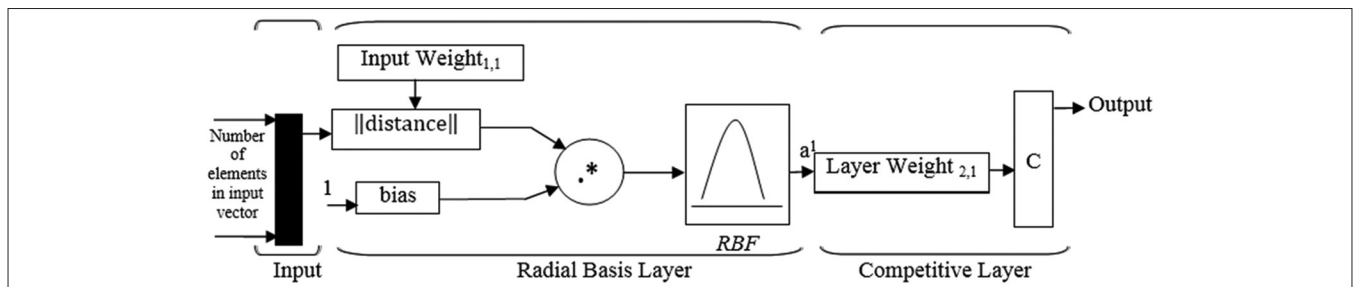 Input Weight1,1
||distance||
Number
of
elements
in input
vector
1
bias
.*
RBF
a1
Layer Weight 2,1
C
Output
Input
Radial Basis Layer
Competitive Layer